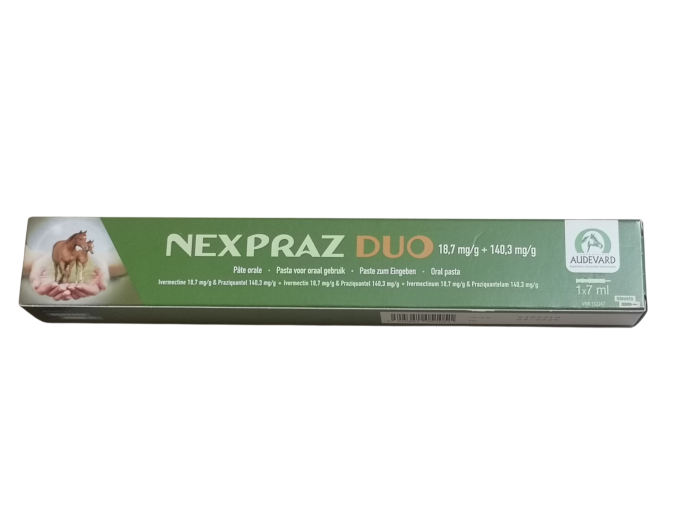 NEXPRAZ DUO 18,7 mg/g + 140,3 mg/g
Pâte orale · Pasta voor oraal gebruik · Paste zum Eingeben · Oral pasta
Ivermectine 18,7 mg/g & Praziquantel 140,3 mg/g + Ivermectin 18,7 mg/g & Praziquantel 140,3 mg/g + Ivermectinum 18,7 mg/g & Praziquantelum 140,3 mg/g
AUDEVARD
1x7 ml